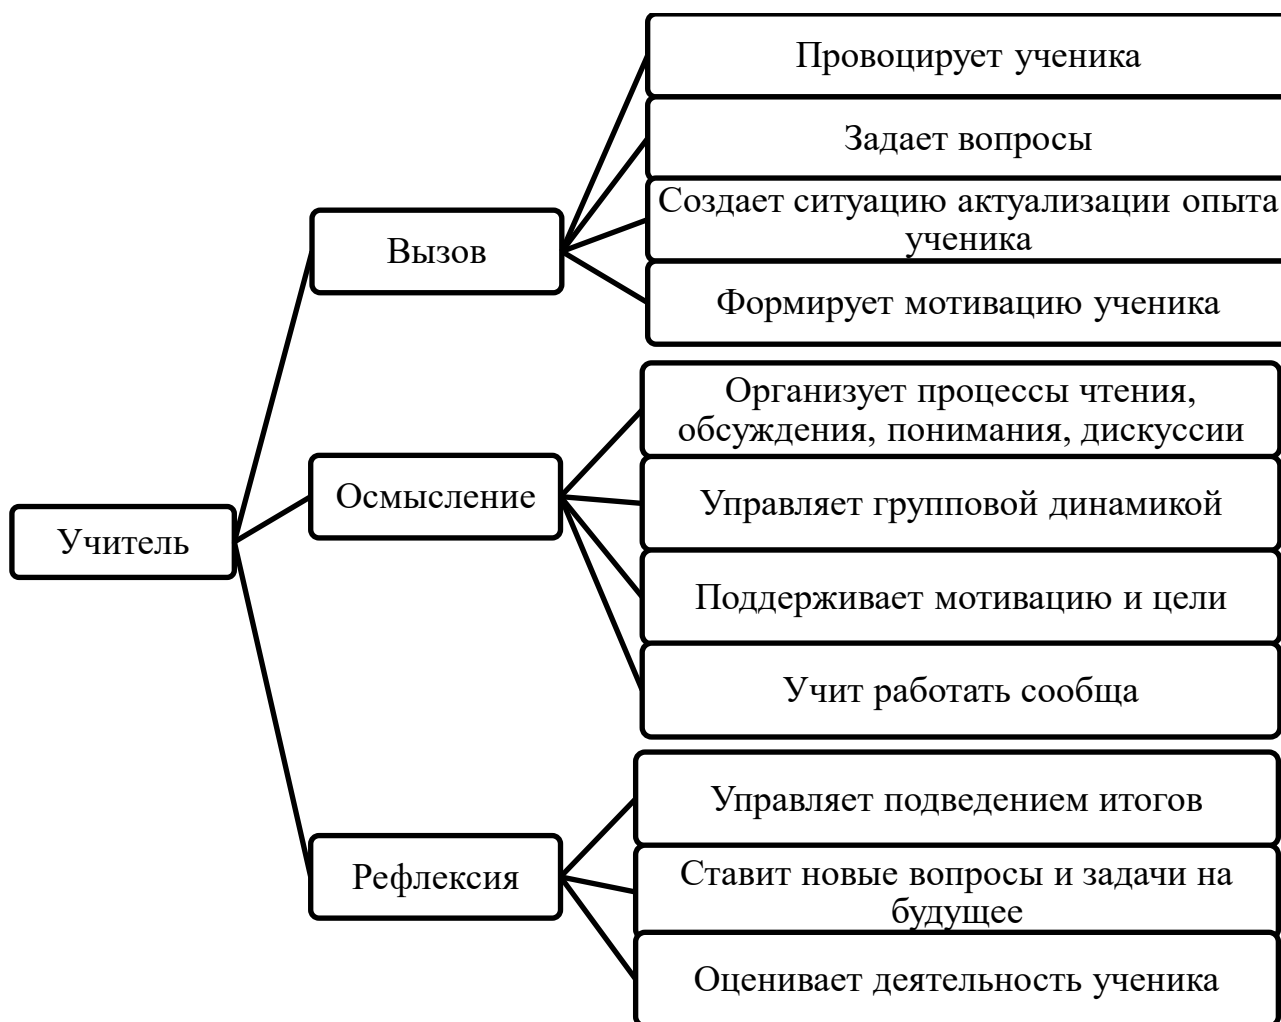 Учитель
Вызов
Провоцирует ученика
Задает вопросы
Создает ситуацию актуализации опыта
ученика
Формирует мотивацию ученика
Осмысление
Организует процессы чтения,
обсуждения, понимания, дискуссии
Управляет групповой динамикой
Поддерживает мотивацию и цели
Учит работать сообща
Рефлексия
Управляет подведением итогов
Ставит новые вопросы и задачи на
будущее
Оценивает деятельность ученика